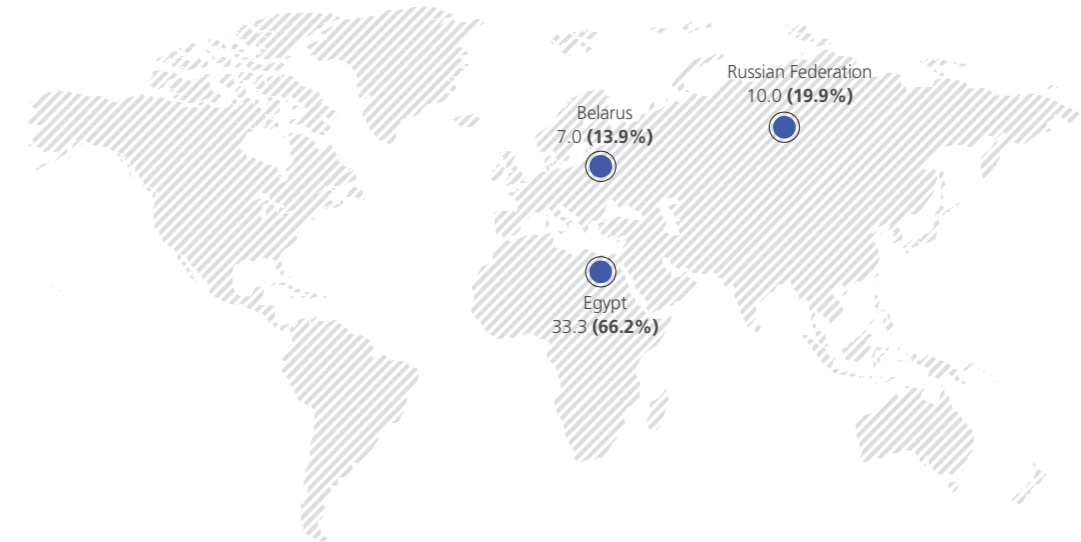 Russian Federation
10.0 (19.9%)
Belarus
7.0 (13.9%)
Egypt
33.3 (66.2%)